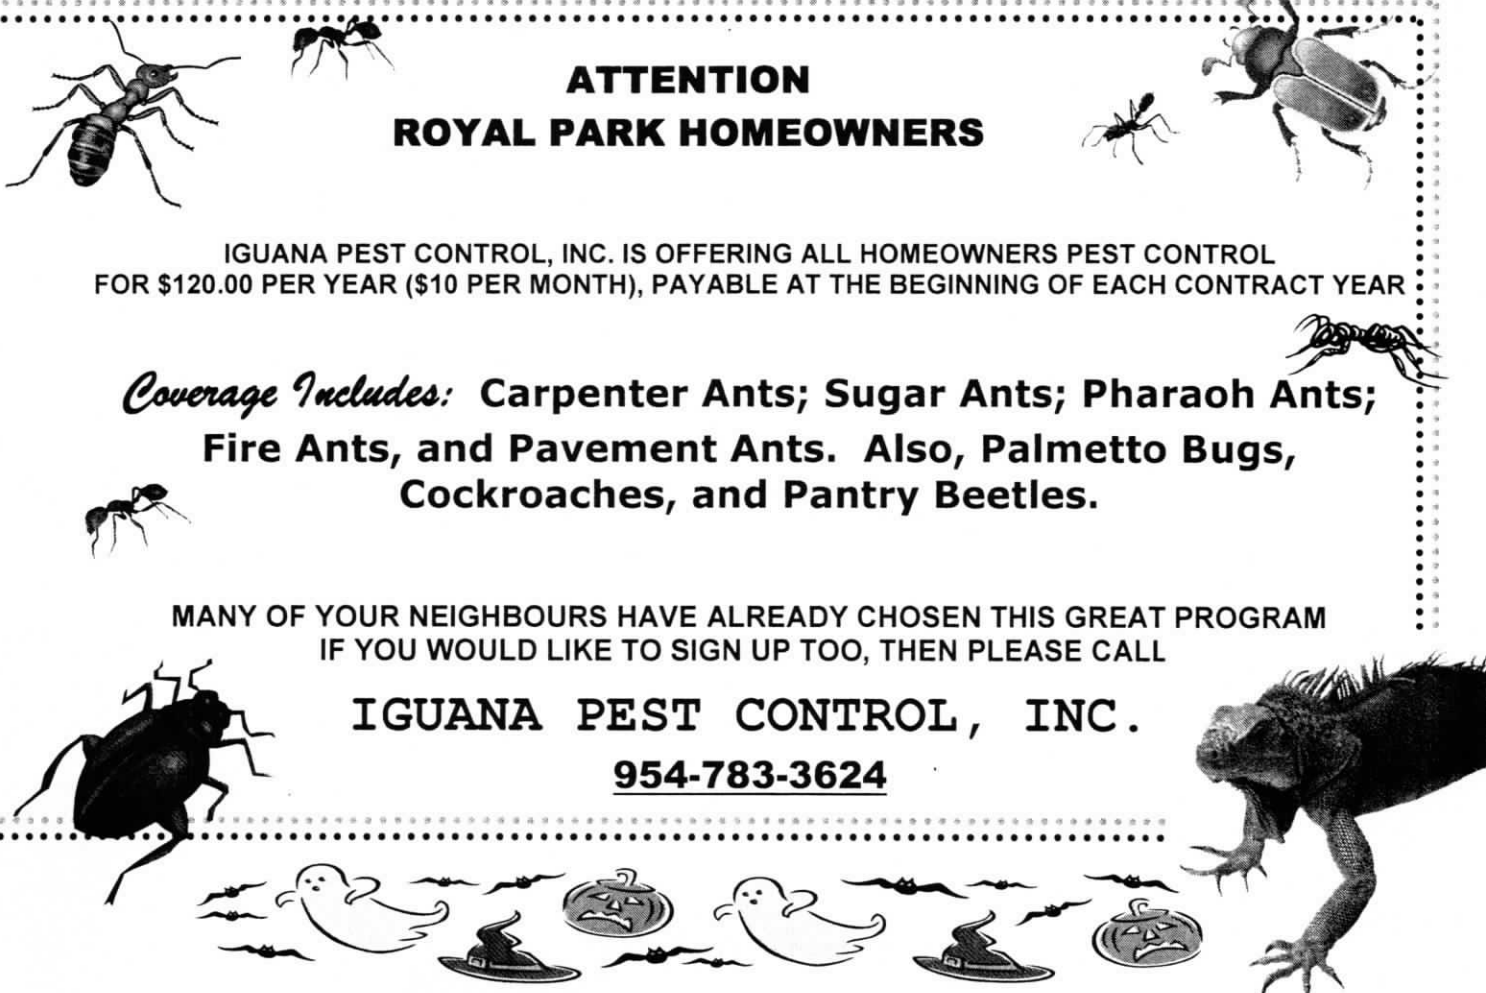 ATTENTION
ROYAL PARK HOMEOWNERS
IGUANA PEST CONTROL, INC. IS OFFERING ALL HOMEOWNERS PEST CONTROL
FOR $120.00 PER YEAR ($10 PER MONTH), PAYABLE AT THE BEGINNING OF EACH CONTRACT YEAR
Coverage Includes: Carpenter Ants; Sugar Ants; Pharaoh Ants;
Fire Ants, and Pavement Ants. Also, Palmetto Bugs,
Cockroaches, and Pantry Beetles.
MANY OF YOUR NEIGHBOURS HAVE ALREADY CHOSEN THIS GREAT PROGRAM
IF YOU WOULD LIKE TO SIGN UP TOO, THEN PLEASE CALL
IGUANA PEST CONTROL, INC.
954-783-3624